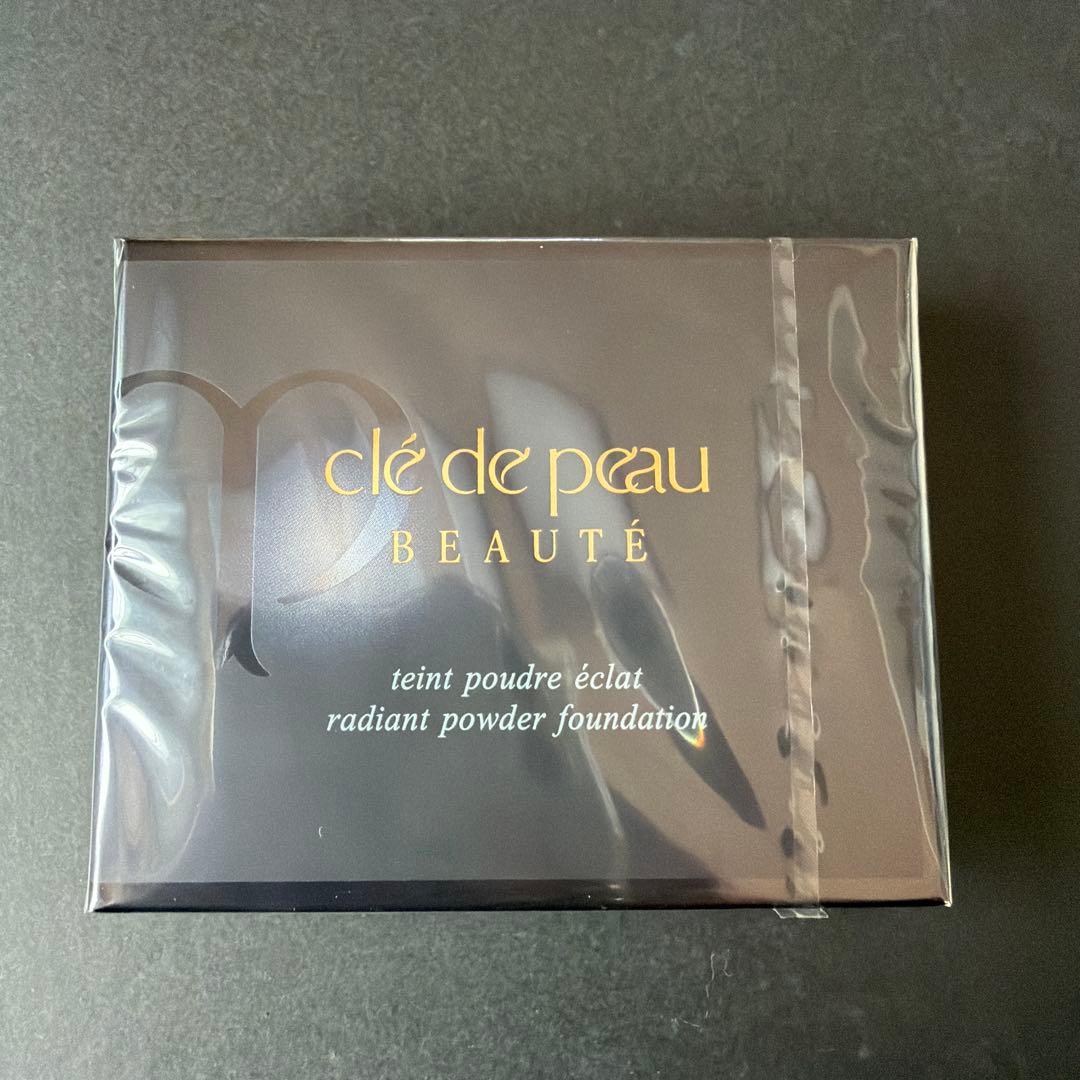 clé de peau
BEAUTÉ
teint poudre éclat
radiant powder foundation